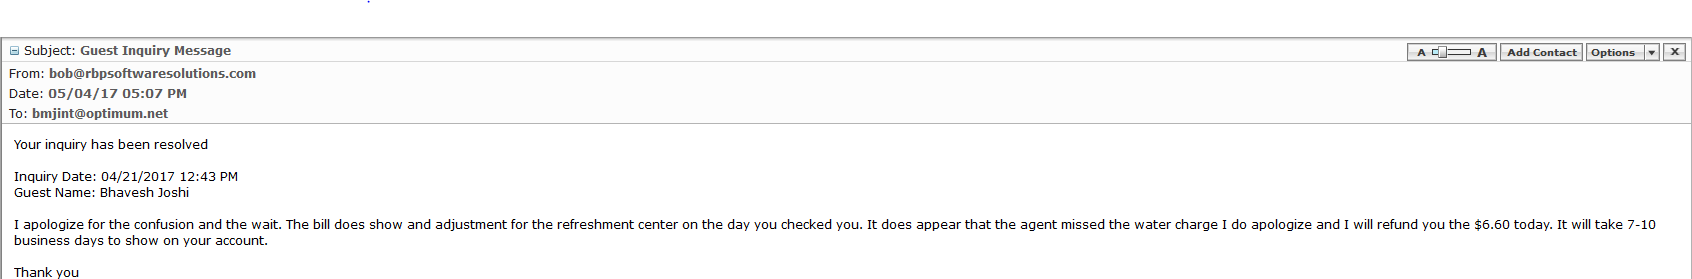 Subject: Guest Inquiry Message
A A Add Contact Options X
From: bob@rbpsoftwaresolutions.com
Date: 05/04/17 05:07 PM
To: bmjint@optimum.net
Your inquiry has been resolved
Inquiry Date: 04/21/2017 12:43 PM
Guest Name: Bhavesh Joshi
I apologize for the confusion and the wait. The bill does show and adjustment for the refreshment center on the day you checked you. It does appear that the agent missed the water charge I do apologize and I will refund you the $6.60 today. It will take 7-10
business days to show on your account.
Thank you